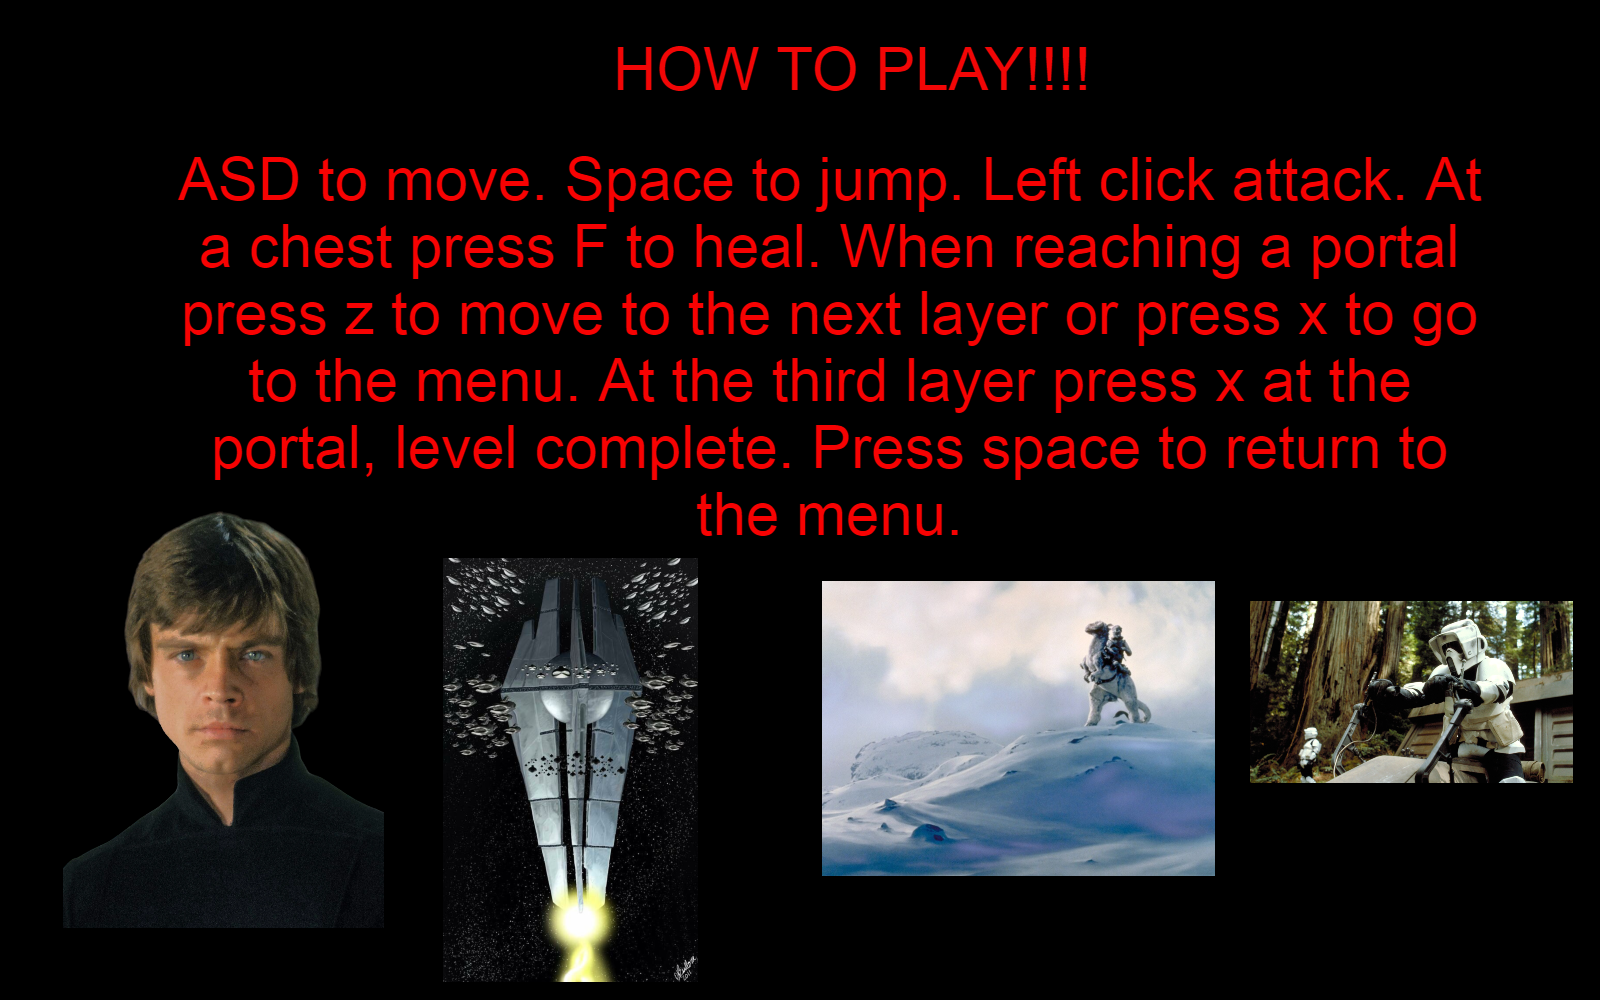 HOW TO PLAY!!!!
ASD to move. Space to jump. Left click attack. At
a chest press F to heal. When reaching a portal
press z to move to the next layer or press x to go
to the menu. At the third layer press x at the
portal, level complete. Press space to return to
the menu.